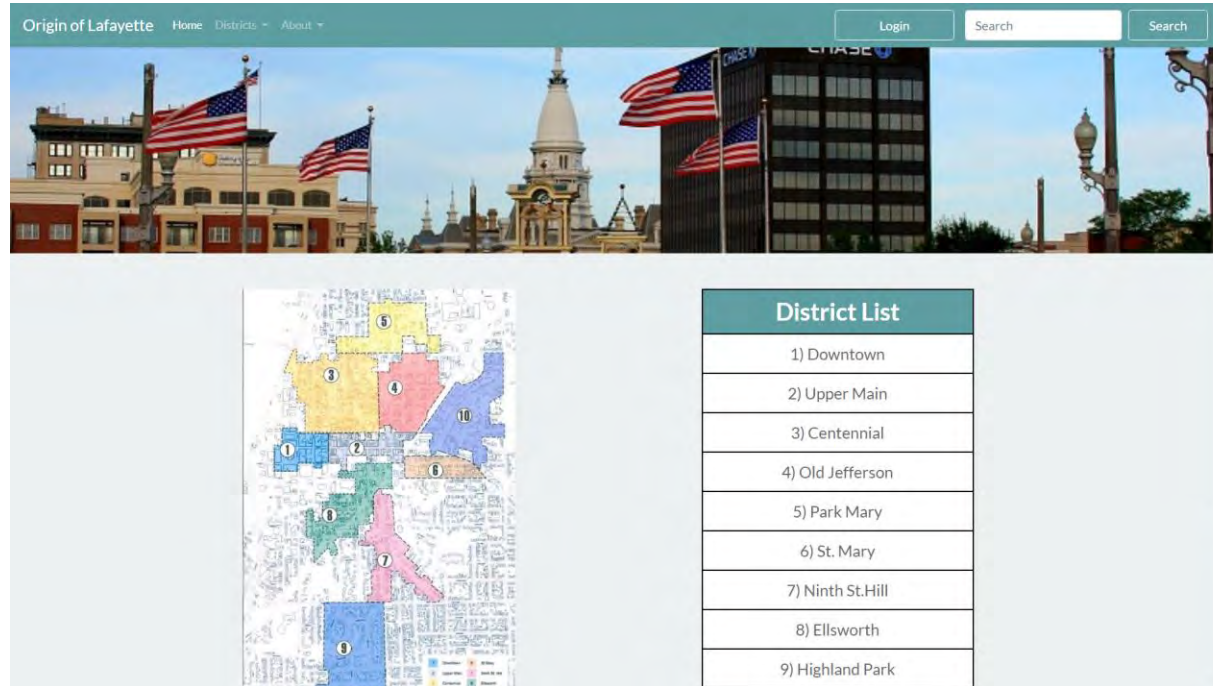 Origin of Lafayette Home Districts About Login Search Search
CHASE
CHASE
5
3
4
10
1
2
6
8
7
9
District List
1) Downtown
2) Upper Main
3) Centennial
4) Old Jefferson
5) Park Mary
6) St. Mary
7) Ninth St.Hill
8) Ellsworth
9) Highland Park